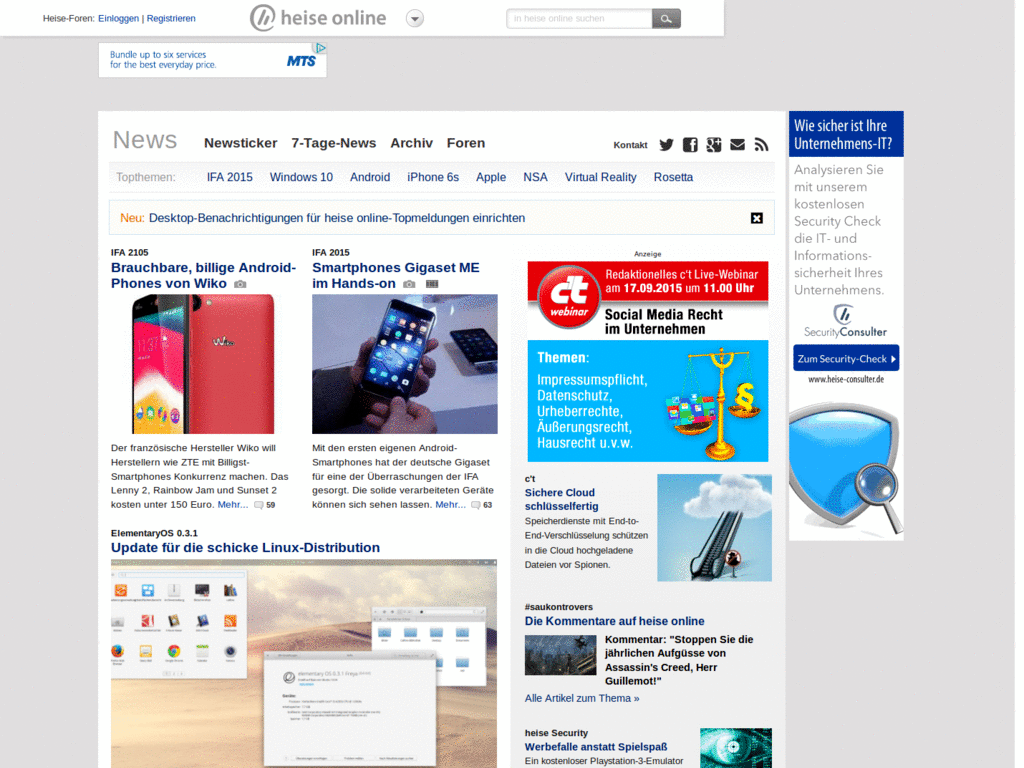 Heise-Foren: Einloggen | Registrieren
heise online
in heise online suchen
Bundle up to six services
for the best everyday price.
MTS
News
Newsticker 7-Tage-News Archiv Foren
Kontakt
Topthemen: IFA 2015 Windows 10 Android iPhone 6s Apple NSA Virtual Reality Rosetta
Neu: Desktop-Benachrichtigungen für heise online-Topmeldungen einrichten
IFA 2105
Brauchbare, billige Android-
Phones von Wiko
Der französische Hersteller Wiko will
Herstellern wie ZTE mit Billigst-
Smartphones Konkurrenz machen. Das
Lenny 2, Rainbow Jam und Sunset 2
kosten unter 150 Euro. Mehr... 59
IFA 2015
Smartphones Gigaset ME
im Hands-on
Mit den ersten eigenen Android-
Smartphones hat der deutsche Gigaset
für eine der Überraschungen der IFA
gesorgt. Die solide verarbeiteten Geräte
können sich sehen lassen. Mehr... 63
ElementaryOS 0.3.1
Update für die schicke Linux-Distribution
Anzeige
c't
webinar
Redaktionelles c't Live-Webinar
am 17.09.2015 um 11.00 Uhr
Social Media Recht
im Unternehmen
Themen:
Impressumspflicht,
Datenschutz,
Urheberrechte,
Äußerungsrecht,
Hausrecht u.v.w.
§
c't
Sichere Cloud
schlüsselfertig
Speicherdienste mit End-to-
End-Verschlüsselung schützen
in die Cloud hochgeladene
Dateien vor Spionen.
#saukontrovers
Die Kommentare auf heise online
Kommentar: "Stoppen Sie die
jährlichen Aufgüsse von
Assassin's Creed, Herr
Guillemot!"
Alle Artikel zum Thema »
heise Security
Werbefalle anstatt Spielspaß
Ein kostenloser Playstation-3-Emulator
Wie sicher ist Ihre
Unternehmens-IT?
Analysieren Sie
mit unserem
kostenlosen
Security Check
die IT- und
Informations-
sicherheit Ihres
Unternehmens.
SecurityConsulter
Zum Security-Check
www.heise-consulter.de